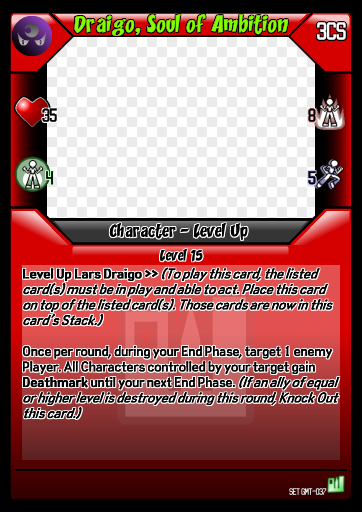 Draigo, Soul of Ambition
3CS
35
8
4
5
Character - Level Up
Level 15
Level Up Lars Draigo >> (To play this card, the listed
card(s) must be in play and able to act. Place this card
on top of the listed card(s). Those cards are now in this
card's Stack.)
Once per round, during your End Phase, target 1 enemy
Player. All Characters controlled by your target gain
Deathmark until your next End Phase. (If an ally of equal
or higher level is destroyed during this round, Knock Out
this card.)
SET GMT-037